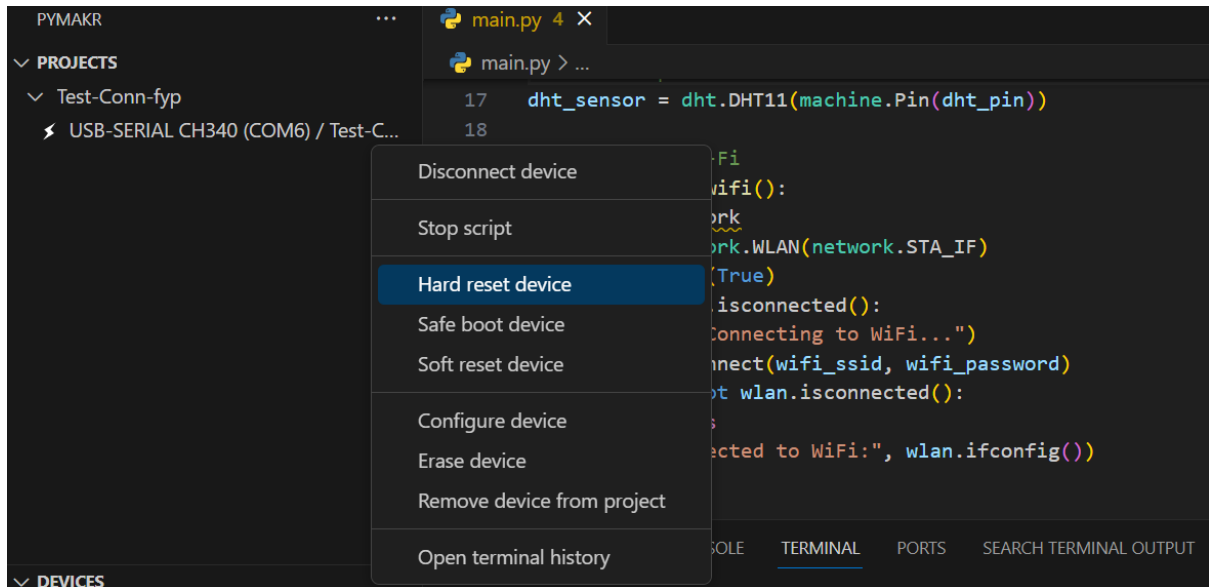 PYMAKR ...
PROJECTS
Test-Conn-fyp
USB-SERIAL CH340 (COM6) / Test-C...
DEVICES
main.py 4
main.py > ...
17 dht_sensor = dht.DHT11(machine.Pin(dht_pin))
18
-Fi
wifi():
ork
ork.WLAN(network.STA_IF)
(True)
.isconnected():
Connecting to WiFi...")
nnect(wifi_ssid, wifi_password)
ot wlan.isconnected():
s
ected to WiFi:", wlan.ifconfig())
Disconnect device
Stop script
Hard reset device
Safe boot device
Soft reset device
Configure device
Erase device
Remove device from project
Open terminal history
SOLE TERMINAL PORTS SEARCH TERMINAL OUTPUT